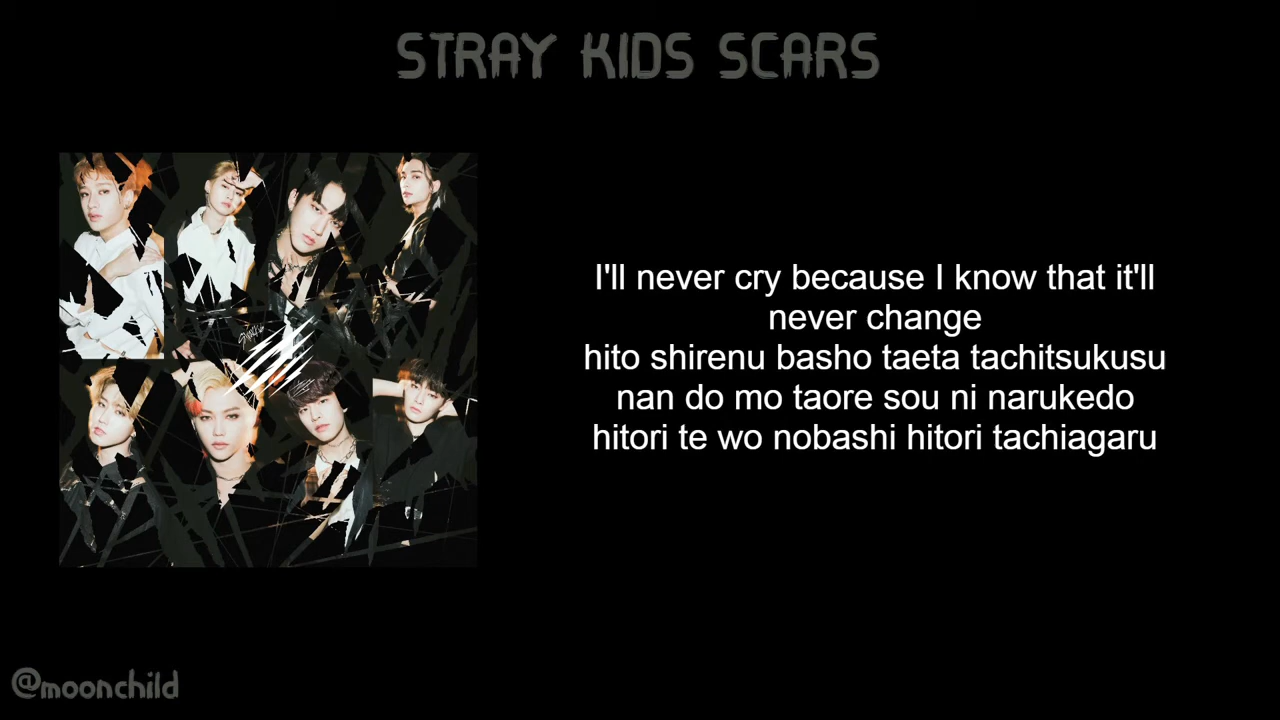 STRAY KIDS SCARS
I'll never cry because I know that it'll
never change
hito shirenu basho taeta tachitsukusu
nan do mo taore sou ni narukedo
hitori te wo nobashi hitori tachiagaru
@moonchild